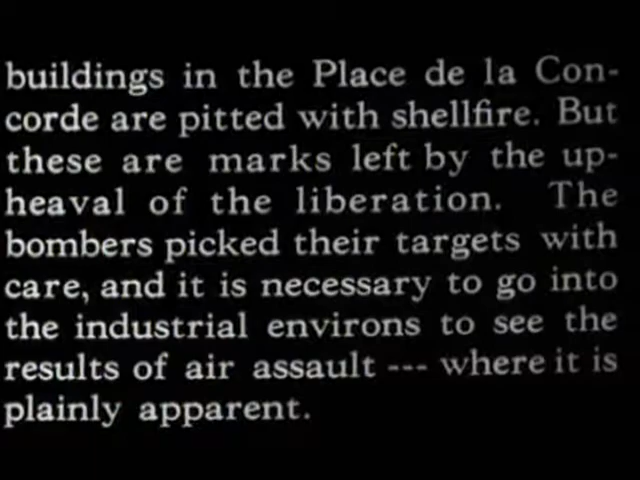 buildings in the Place de la Con-
corde are pitted with shellfire. But
these are marks left by the up-
heaval of the liberation. The
bombers picked their targets with
care, and it is necessary to go into
the industrial environs to see the
results of air assault --- where it is
plainly apparent.